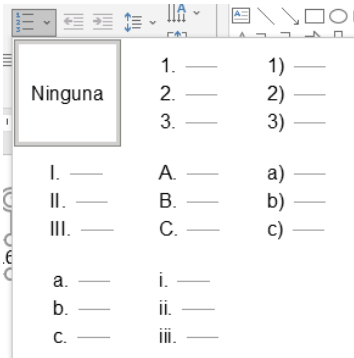 Ninguna
1.
2.
3.
1)
2)
3)
I.
II.
III.
A.
B.
C.
a)
b)
c)
a.
b.
c.
i.
ii.
iii.